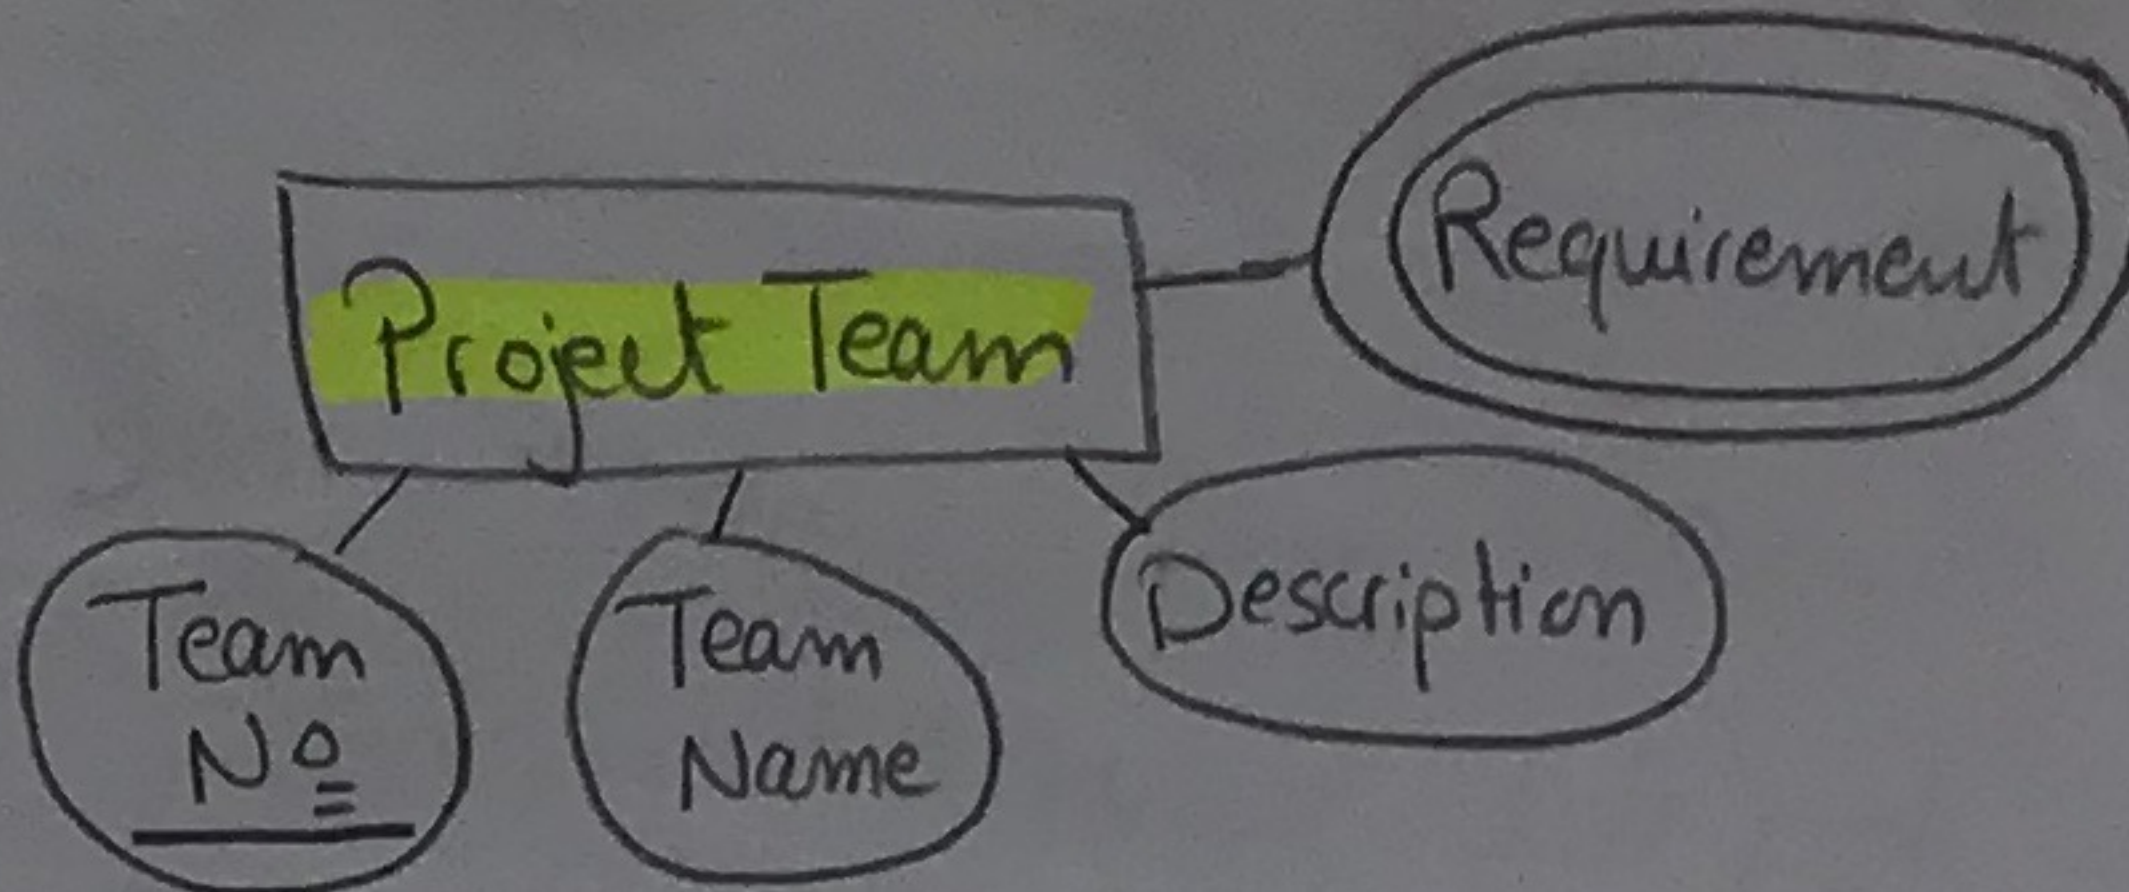 Requirement
Project Team
Description
Team
Nº
Team
Name